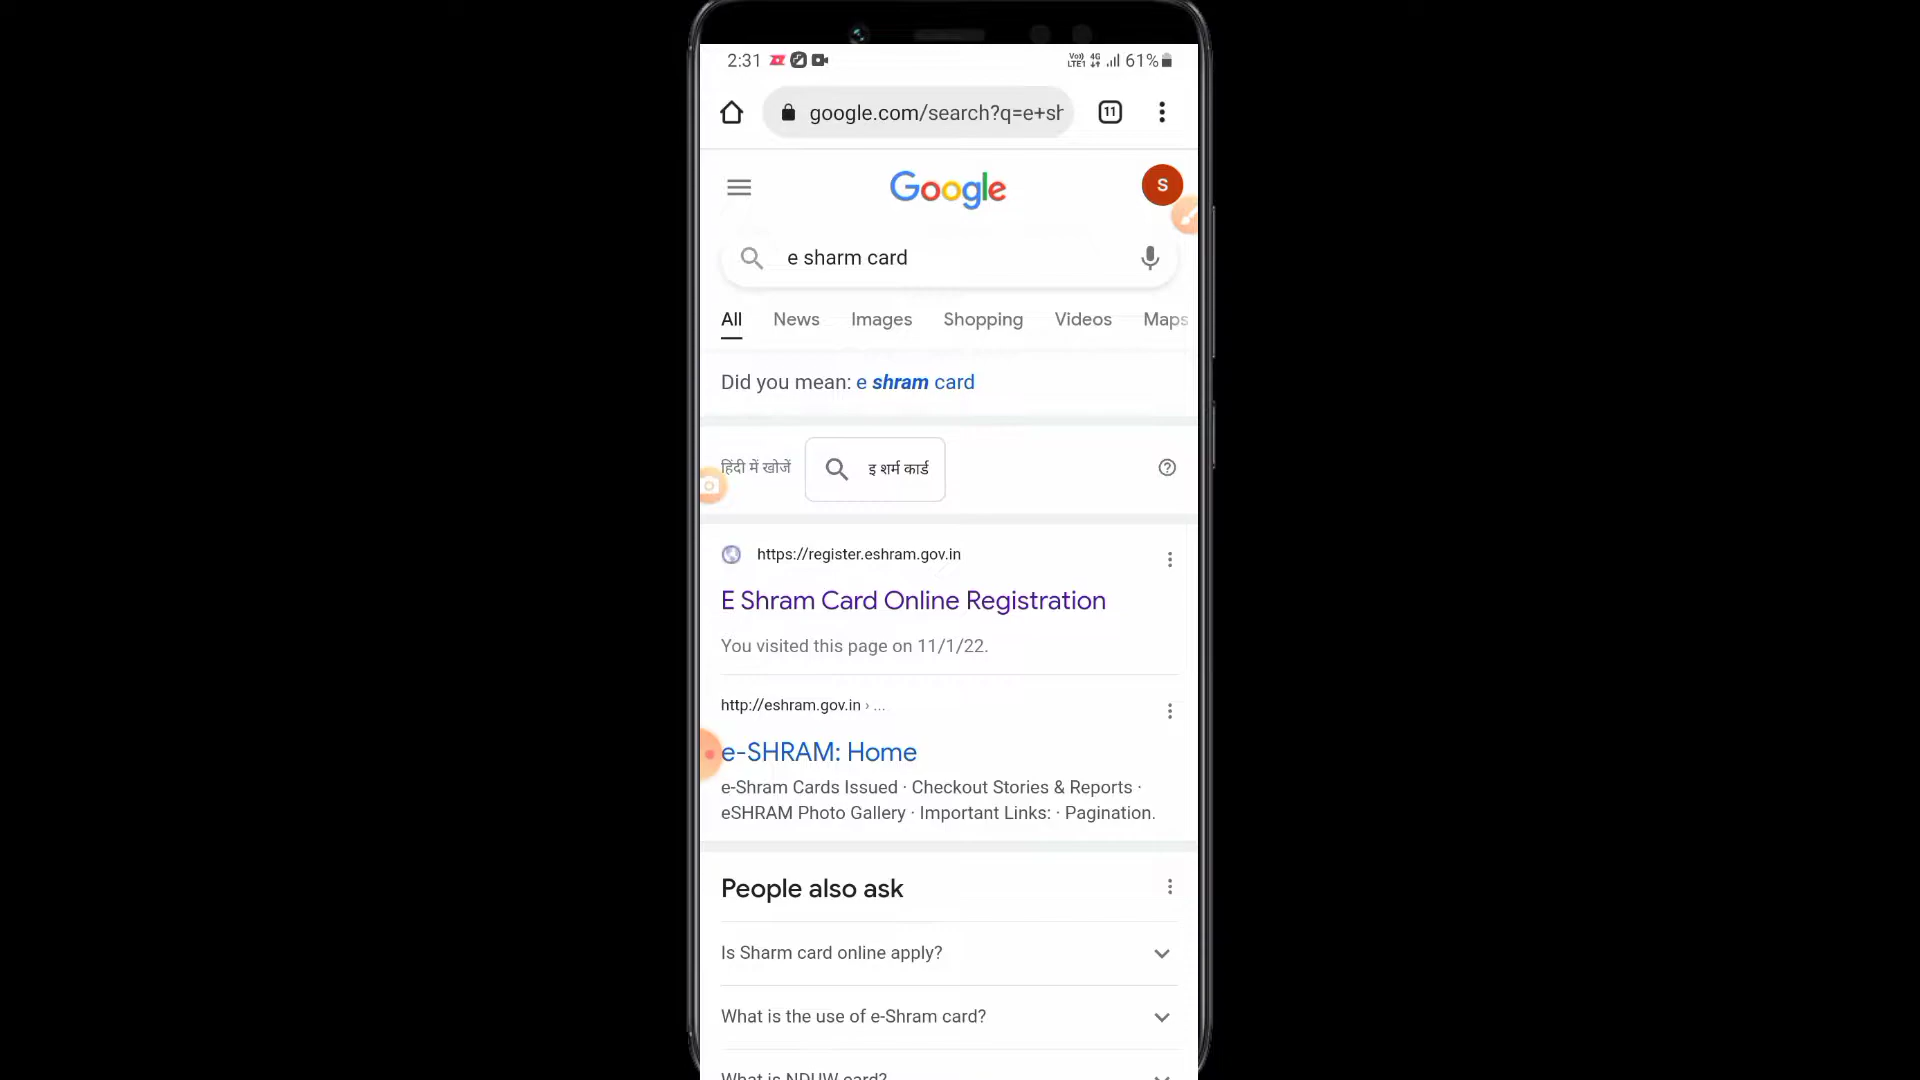 2:31 61%
google.com/search?q=e+sh
11
Google
S
e sharm card
All News Images Shopping Videos Maps
Did you mean: e shram card
हिंदी में खोजें इ शर्म कार्ड
https://register.eshram.gov.in
E Shram Card Online Registration
You visited this page on 11/1/22.
http://eshram.gov.in › ...
e-SHRAM: Home
e-Shram Cards Issued · Checkout Stories & Reports ·
eSHRAM Photo Gallery · Important Links: · Pagination.
People also ask
Is Sharm card online apply?
What is the use of e-Shram card?
What is NDUW card?